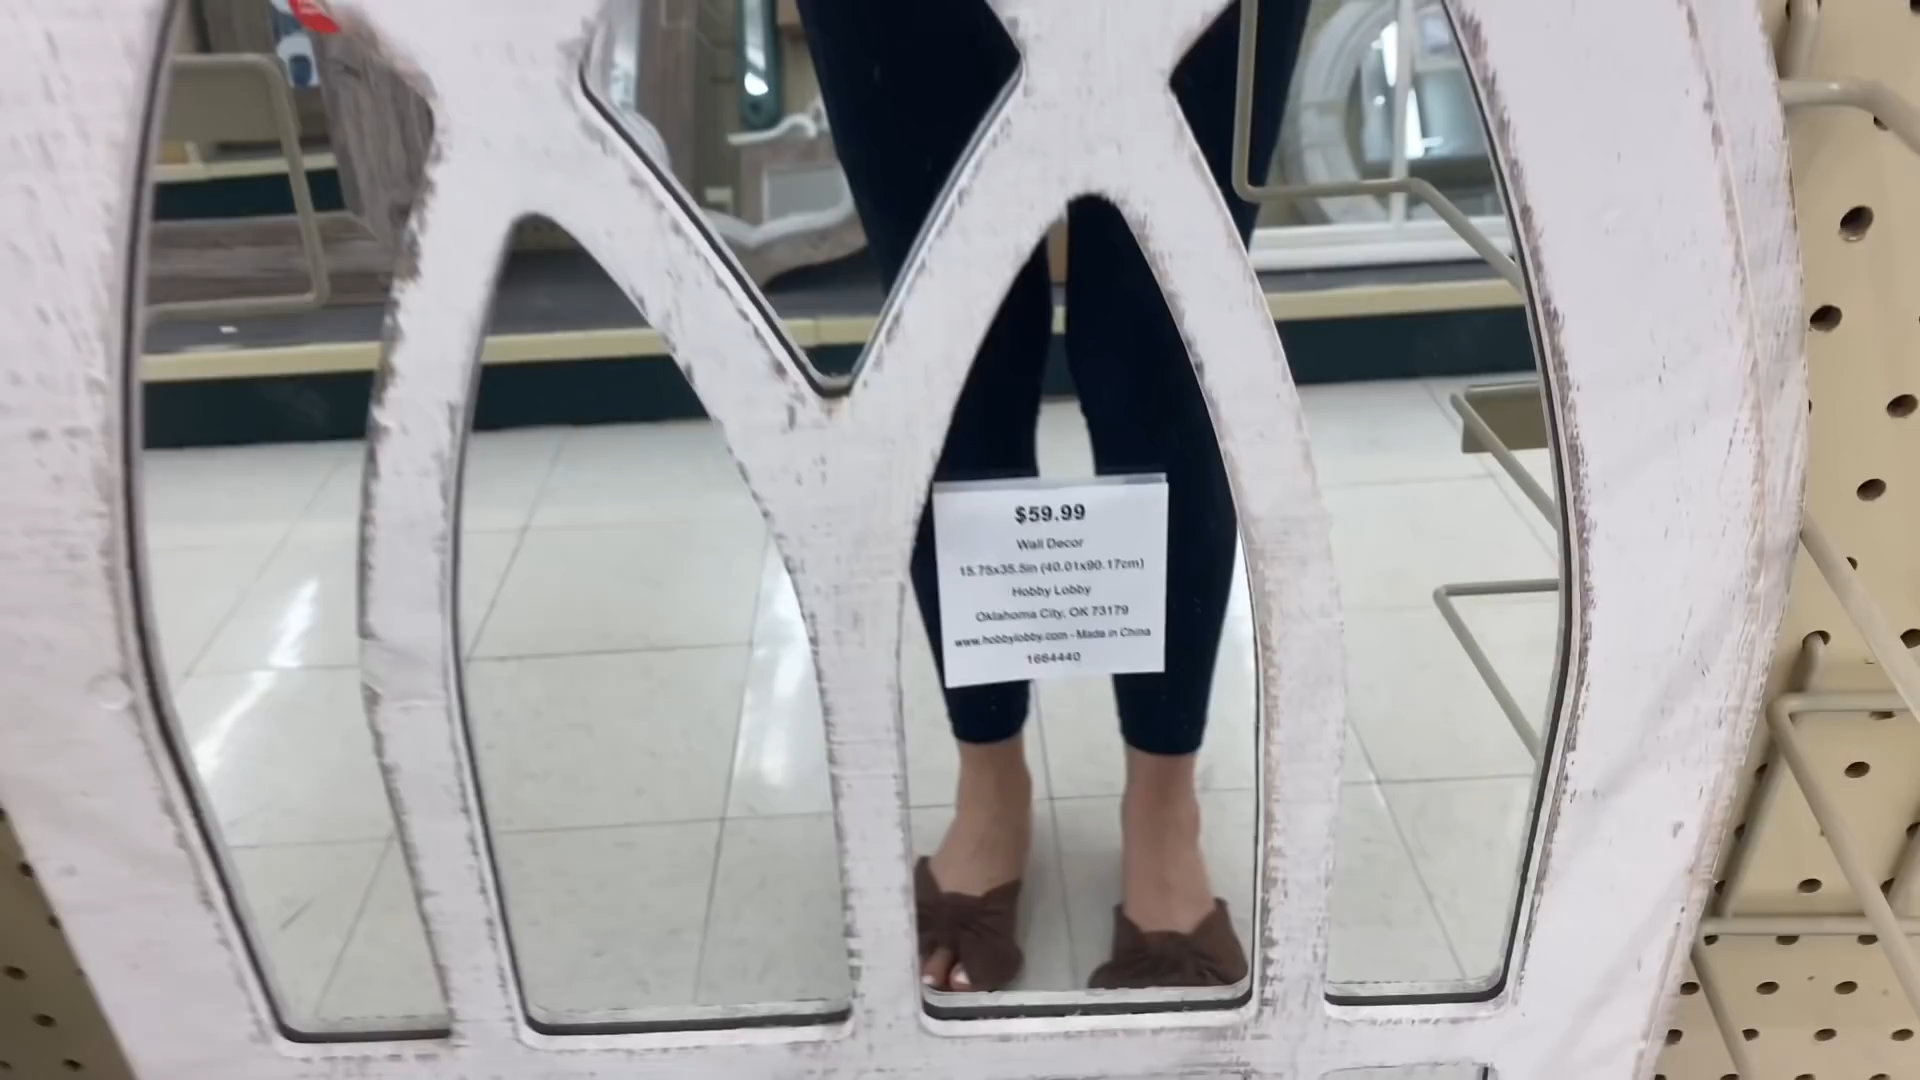 $59.99
Wall Decor
15.75x35.5in (40.01x90.17cm)
Hobby Lobby
Oklahoma City, OK 73179
www.hobbylobby.com - Made in China
1664440